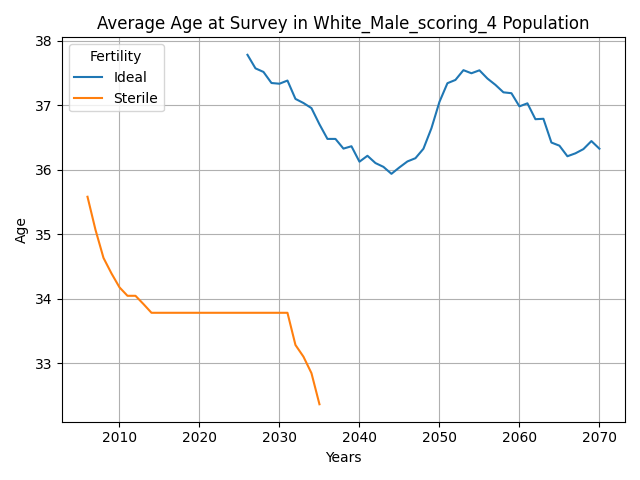 Average Age at Survey in White_Male_scoring_4 Population
Fertility
Ideal
Sterile
Age
38
37
36
35
34
33
2010 2020 2030 2040 2050 2060 2070
Years